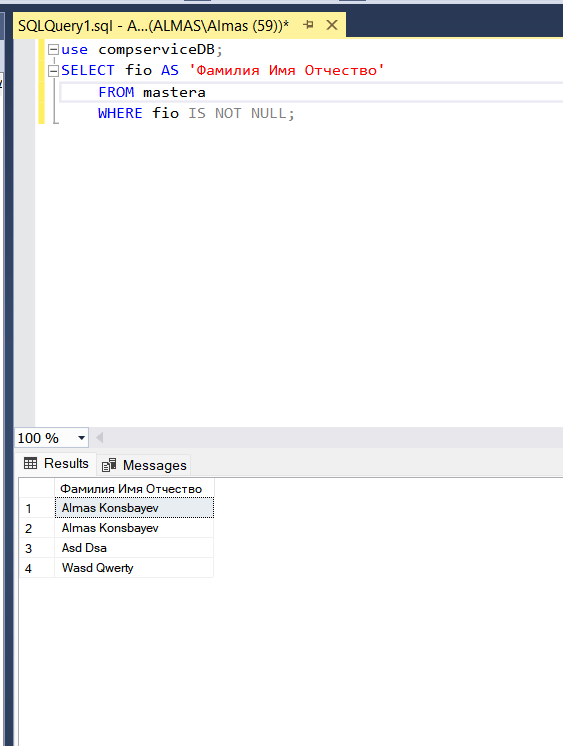 SQLQuery1.sql - A...(ALMAS\Almas (59))*
use compserviceDB;
SELECT fio AS 'Фамилия Имя Отчество'
FROM mastera
WHERE fio IS NOT NULL;
100 %
Results Messages
Фамилия Имя Отчество
1 Almas Konsbayev
2 Almas Konsbayev
3 Asd Dsa
4 Wasd Qwerty